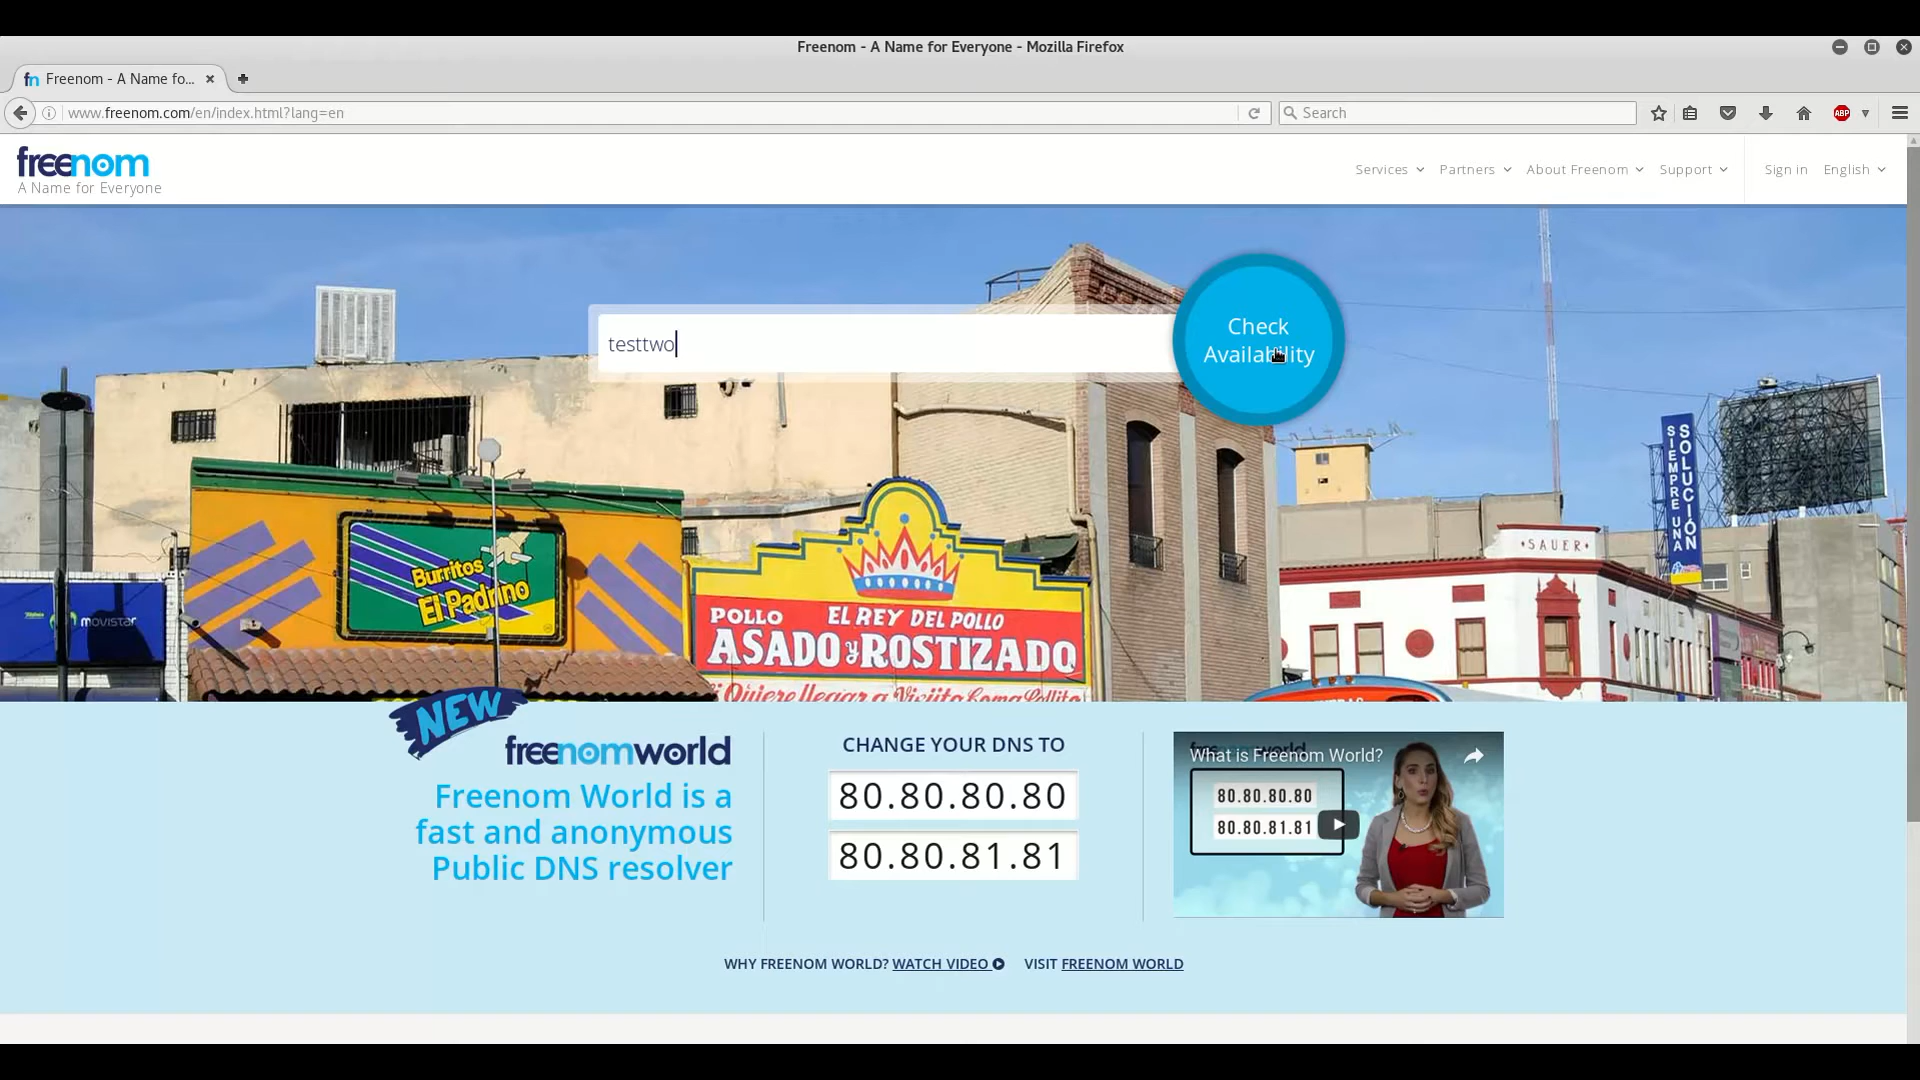 Freenom - A Name for Everyone - Mozilla Firefox
fn Freenom - A Name fo...
www.freenom.com/en/index.html?lang=en
Search
ABP
freenom
A Name for Everyone
Services
Partners
About Freenom
Support
Sign in
English
testtwo
Check
Availability
SIEMPRE UNA
SOLUCIÓN
SAUER
Burritos
El Padrino
movistar
POLLO EL REY DEL POLLO
ASADO y ROSTIZADO
NEW
freenomworld
Freenom World is a
fast and anonymous
Public DNS resolver
CHANGE YOUR DNS TO
80.80.80.80
80.80.81.81
What is Freenom World?
80.80.80.80
80.80.81.81
WHY FREENOM WORLD? WATCH VIDEO VISIT FREENOM WORLD